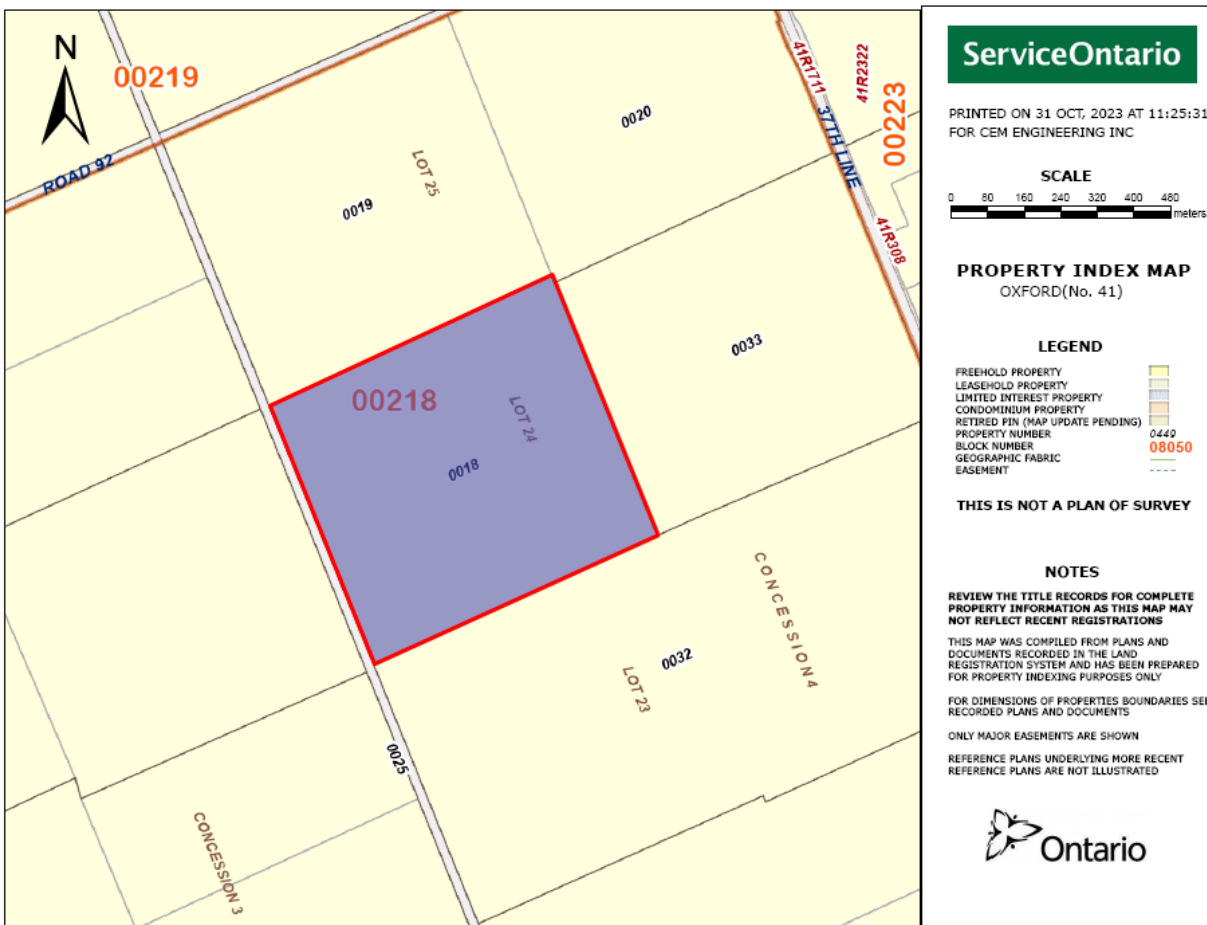 N
00219
ROAD 92
0019
LOT 25
0020
41R1711
41R2322
37TH LINE
00223
41R308
0033
00218
LOT 24
0018
CONCESSION 4
0032
LOT 23
0025
CONCESSION 3
ServiceOntario
PRINTED ON 31 OCT, 2023 AT 11:25:31
FOR CEM ENGINEERING INC
SCALE
0 80 160 240 320 400 480
meters
PROPERTY INDEX MAP
OXFORD(No. 41)
LEGEND
FREEHOLD PROPERTY
LEASEHOLD PROPERTY
LIMITED INTEREST PROPERTY
CONDOMINIUM PROPERTY
RETIRED PIN (MAP UPDATE PENDING)
PROPERTY NUMBER 0449
BLOCK NUMBER 08050
GEOGRAPHIC FABRIC
EASEMENT
THIS IS NOT A PLAN OF SURVEY
NOTES
REVIEW THE TITLE RECORDS FOR COMPLETE
PROPERTY INFORMATION AS THIS MAP MAY
NOT REFLECT RECENT REGISTRATIONS
THIS MAP WAS COMPILED FROM PLANS AND
DOCUMENTS RECORDED IN THE LAND
REGISTRATION SYSTEM AND HAS BEEN PREPARED
FOR PROPERTY INDEXING PURPOSES ONLY
FOR DIMENSIONS OF PROPERTIES BOUNDARIES SEE
RECORDED PLANS AND DOCUMENTS
ONLY MAJOR EASEMENTS ARE SHOWN
REFERENCE PLANS UNDERLYING MORE RECENT
REFERENCE PLANS ARE NOT ILLUSTRATED
Ontario